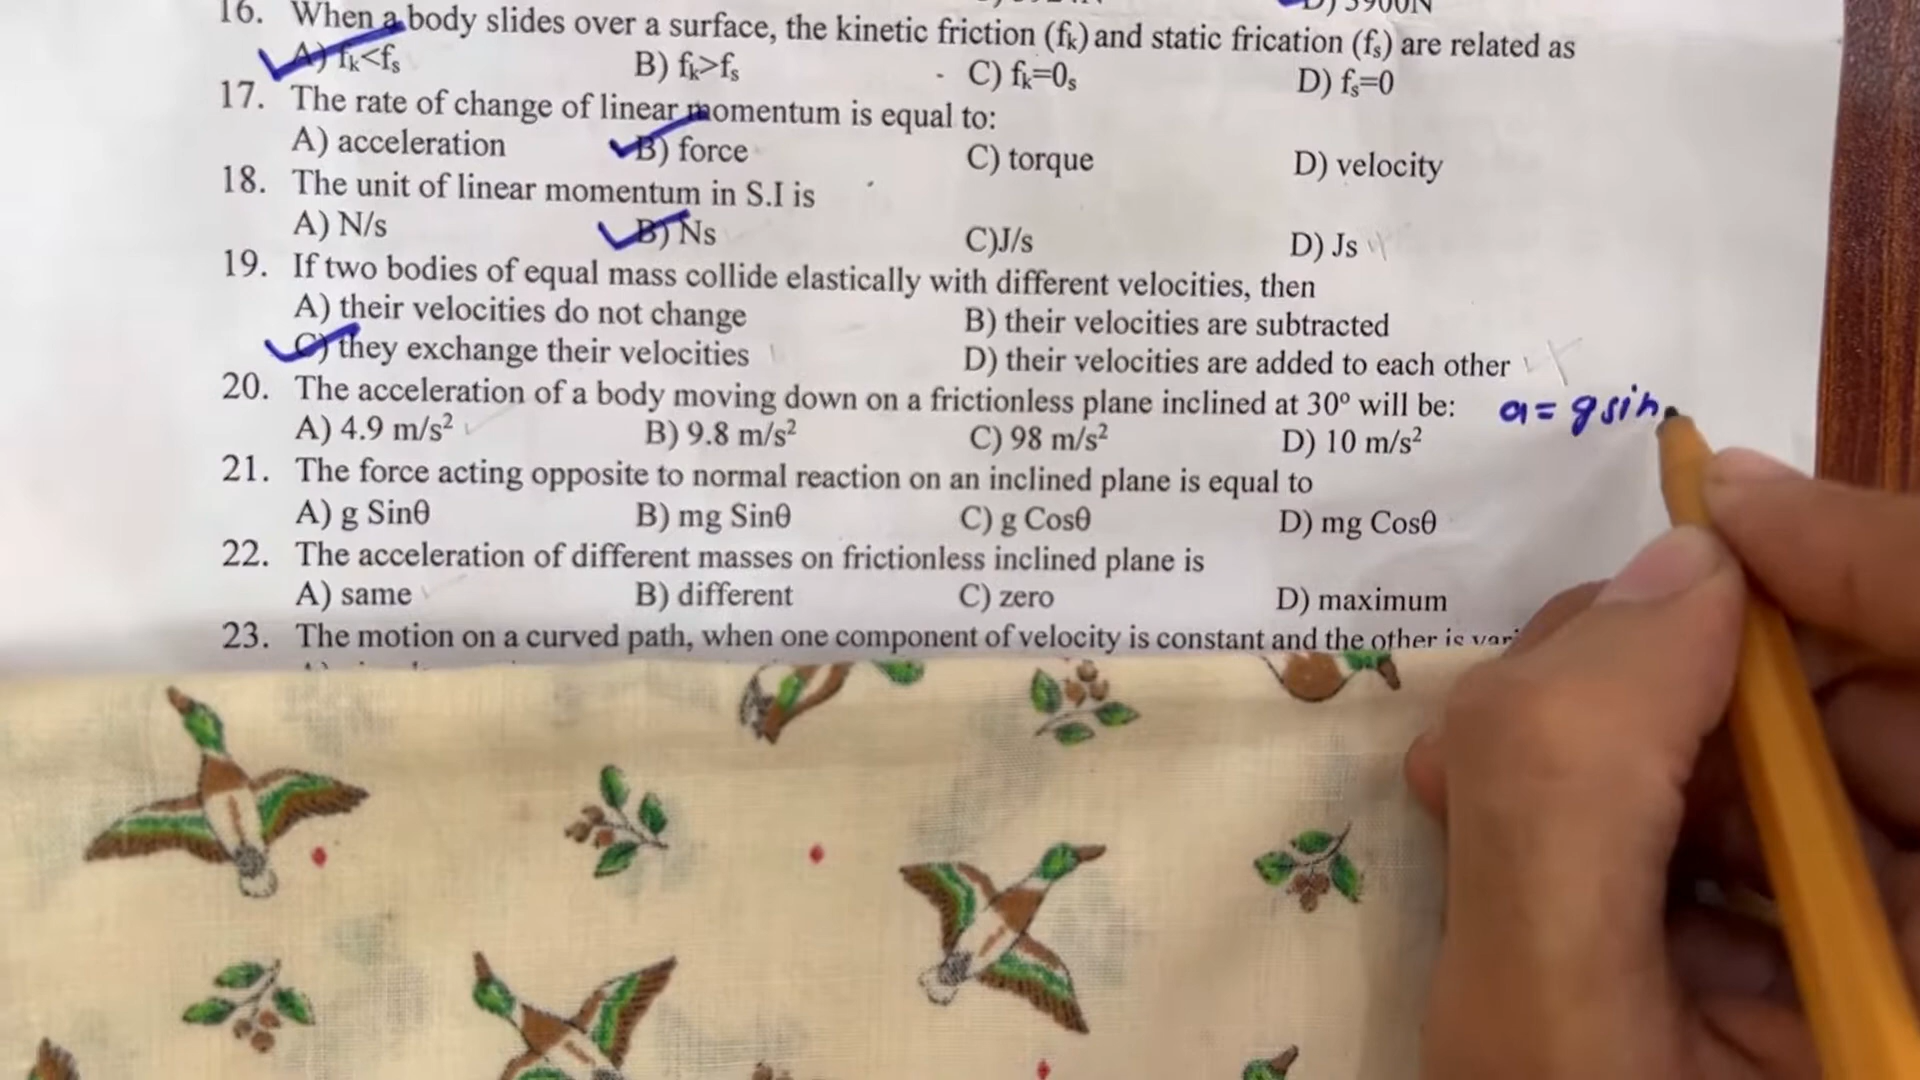 D) 3900N
16. When a body slides over a surface, the kinetic friction (fk) and static frication (fs) are related as
A) fk<fs B) fk>fs C) fk=0s D) fs=0
17. The rate of change of linear momentum is equal to:
A) acceleration B) force C) torque D) velocity
18. The unit of linear momentum in S.I is
A) N/s B) Ns C)J/s D) Js
19. If two bodies of equal mass collide elastically with different velocities, then
A) their velocities do not change B) their velocities are subtracted
C) they exchange their velocities D) their velocities are added to each other
20. The acceleration of a body moving down on a frictionless plane inclined at 30º will be: a = g sin
A) 4.9 m/s² B) 9.8 m/s² C) 98 m/s² D) 10 m/s²
21. The force acting opposite to normal reaction on an inclined plane is equal to
A) g Sinθ B) mg Sinθ C) g Cosθ D) mg Cosθ
22. The acceleration of different masses on frictionless inclined plane is
A) same B) different C) zero D) maximum
23. The motion on a curved path, when one component of velocity is constant and the other is